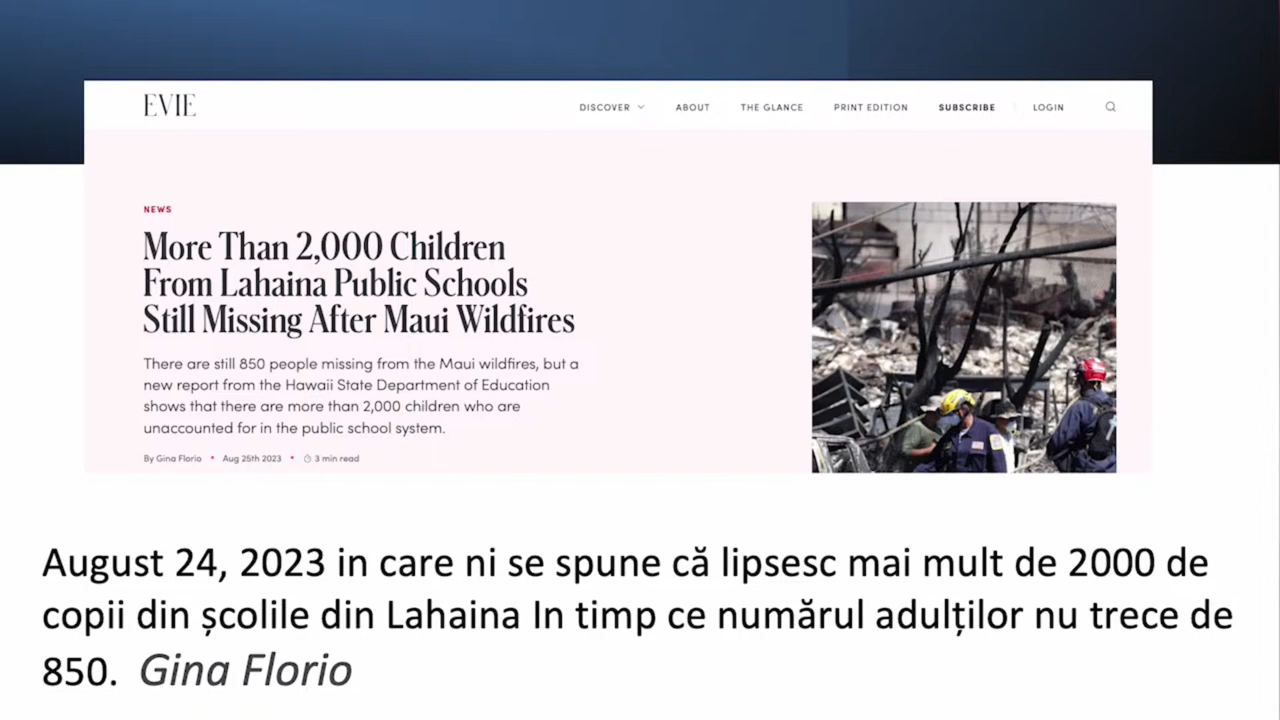 EVIE
DISCOVER ABOUT THE GLANCE PRINT EDITION SUBSCRIBE LOGIN
NEWS
More Than 2,000 Children
From Lahaina Public Schools
Still Missing After Maui Wildfires
There are still 850 people missing from the Maui wildfires, but a
new report from the Hawaii State Department of Education
shows that there are more than 2,000 children who are
unaccounted for in the public school system.
By Gina Florio • Aug 25th 2023 • 3 min read
August 24, 2023 in care ni se spune că lipsesc mai mult de 2000 de
copii din școlile din Lahaina In timp ce numărul adulților nu trece de
850. Gina Florio